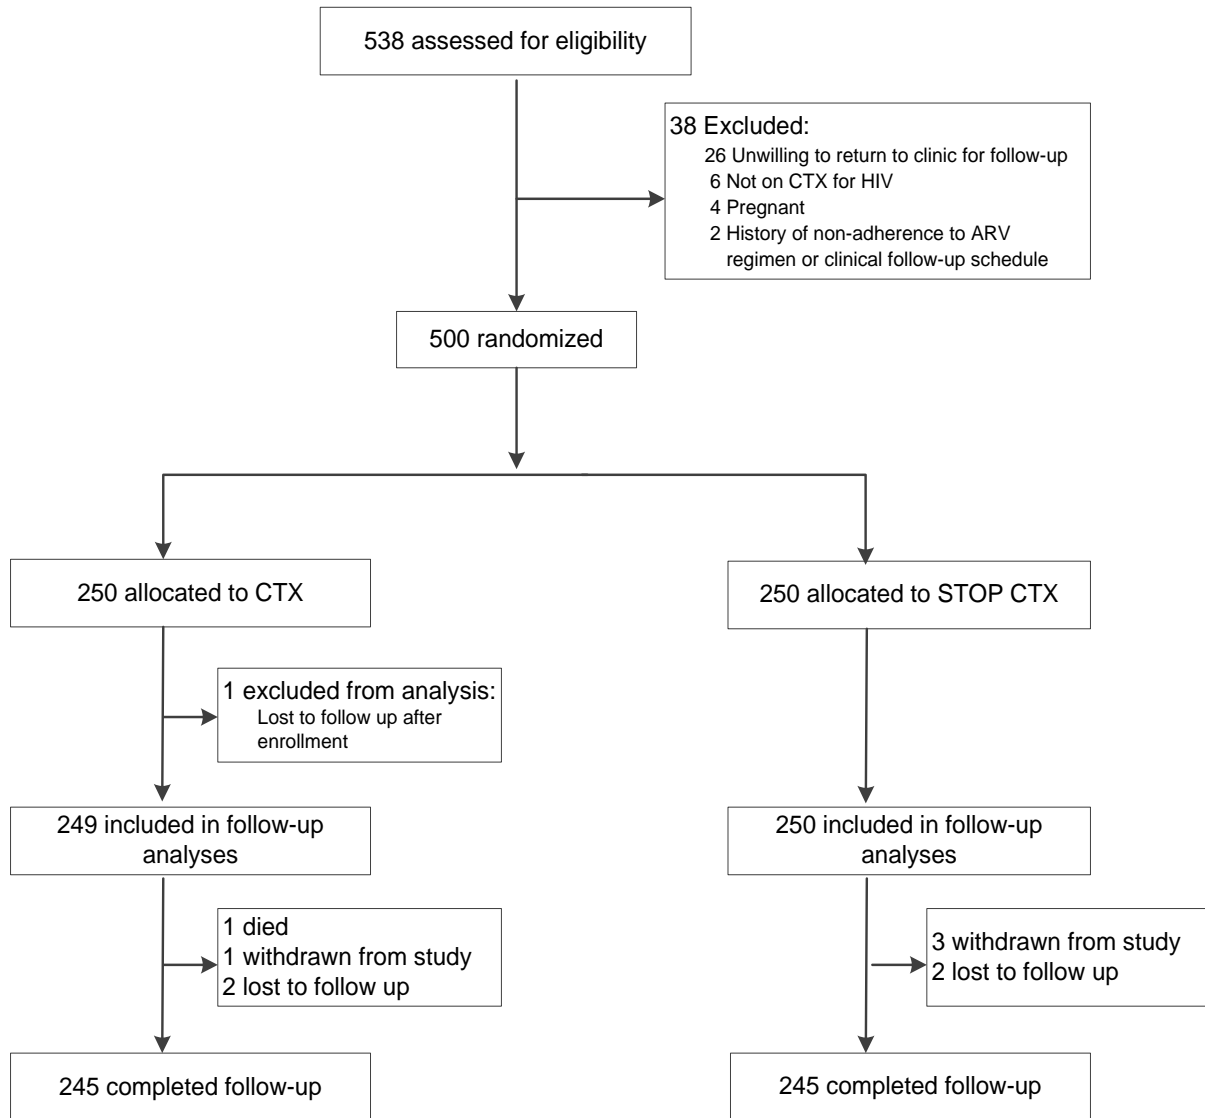 538 assessed for eligibility
38 Excluded:
26 Unwilling to return to clinic for follow-up
6 Not on CTX for HIV
4 Pregnant
2 History of non-adherence to ARV
regimen or clinical follow-up schedule
500 randomized
250 allocated to CTX
250 allocated to STOP CTX
1 excluded from analysis:
Lost to follow up after
enrollment
249 included in follow-up
analyses
250 included in follow-up
analyses
1 died
1 withdrawn from study
2 lost to follow up
3 withdrawn from study
2 lost to follow up
245 completed follow-up
245 completed follow-up